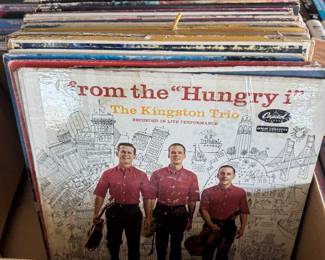 from the "Hungry i"
The Kingston Trio
RECORDED IN LIVE PERFORMANCE
Capitol